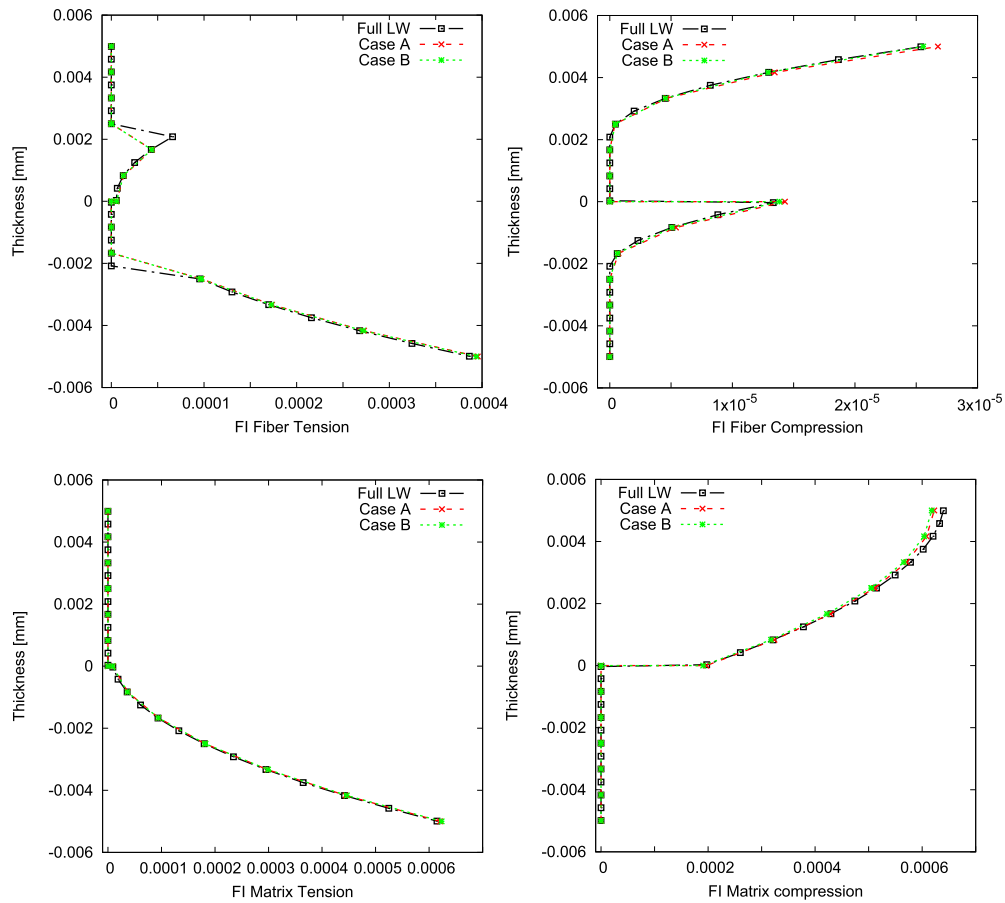 0.006
0.004
0.002
0
-0.002
-0.004
-0.006
Thickness [mm]
Full LW
Case A
Case B
0 0.0001 0.0002 0.0003 0.0004
FI Fiber Tension
0.006
0.004
0.002
0
-0.002
-0.004
-0.006
Thickness [mm]
Full LW
Case A
Case B
0 1x10-5 2x10-5 3x10-5
FI Fiber Compression
0.006
0.004
0.002
0
-0.002
-0.004
-0.006
Thickness [mm]
Full LW
Case A
Case B
0 0.0001 0.0002 0.0003 0.0004 0.0005 0.0006
FI Matrix Tension
0.006
0.004
0.002
0
-0.002
-0.004
-0.006
Thickness [mm]
Full LW
Case A
Case B
0 0.0002 0.0004 0.0006
FI Matrix compression